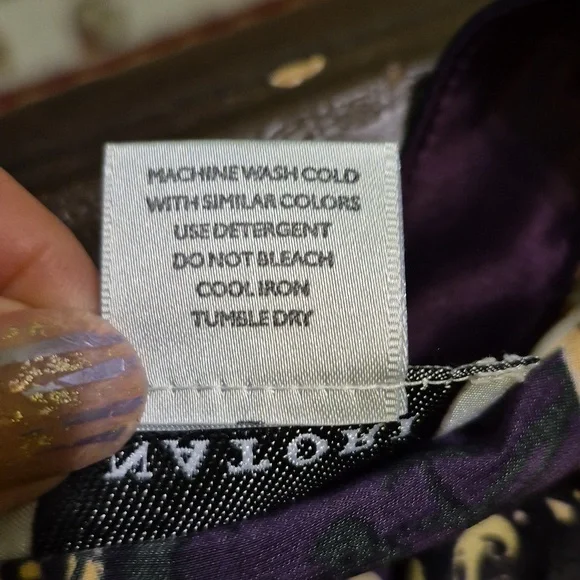 MACHINE WASH COLD
WITH SIMILAR COLORS
USE DETERGENT
DO NOT BLEACH
COOL IRON
TUMBLE DRY